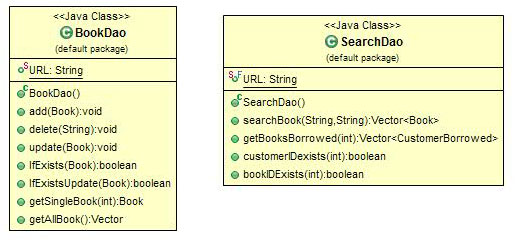 <<Java Class>>
BookDao
(default package)
URL: String
BookDao()
add(Book):void
delete(String):void
update(Book):void
IfExists(Book):boolean
IfExistsUpdate(Book):boolean
getSingleBook(int):Book
getAllBook():Vector
<<Java Class>>
SearchDao
(default package)
URL: String
SearchDao()
searchBook(String,String):Vector<Book>
getBooksBorrowed(int):Vector<CustomerBorrowed>
customerIDexists(int):boolean
bookIDExists(int):boolean